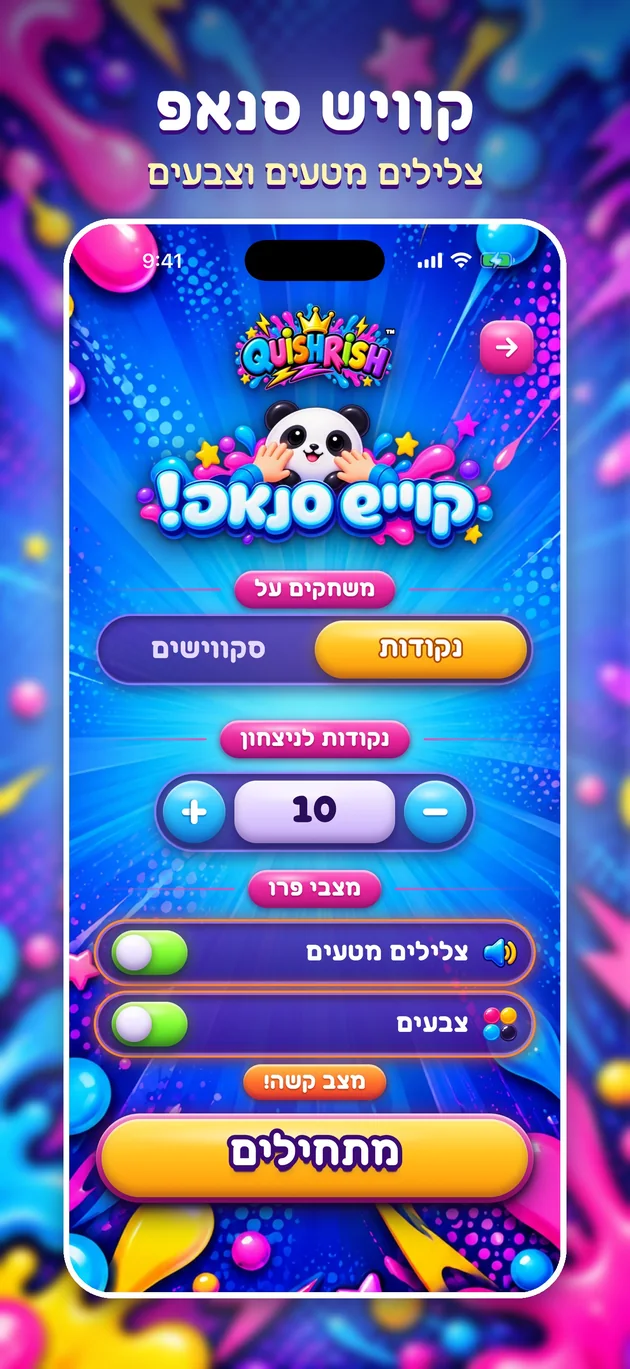 קוויש סנאפ
צלילים מטעים וצבעים
9:41
QUISHRISH™
קוויש סנאפ!
משחקים על
נקודות סקווישים
נקודות לניצחון
− 10 +
מצבי פרו
צלילים מטעים
צבעים
מצב קשה!
מתחילים